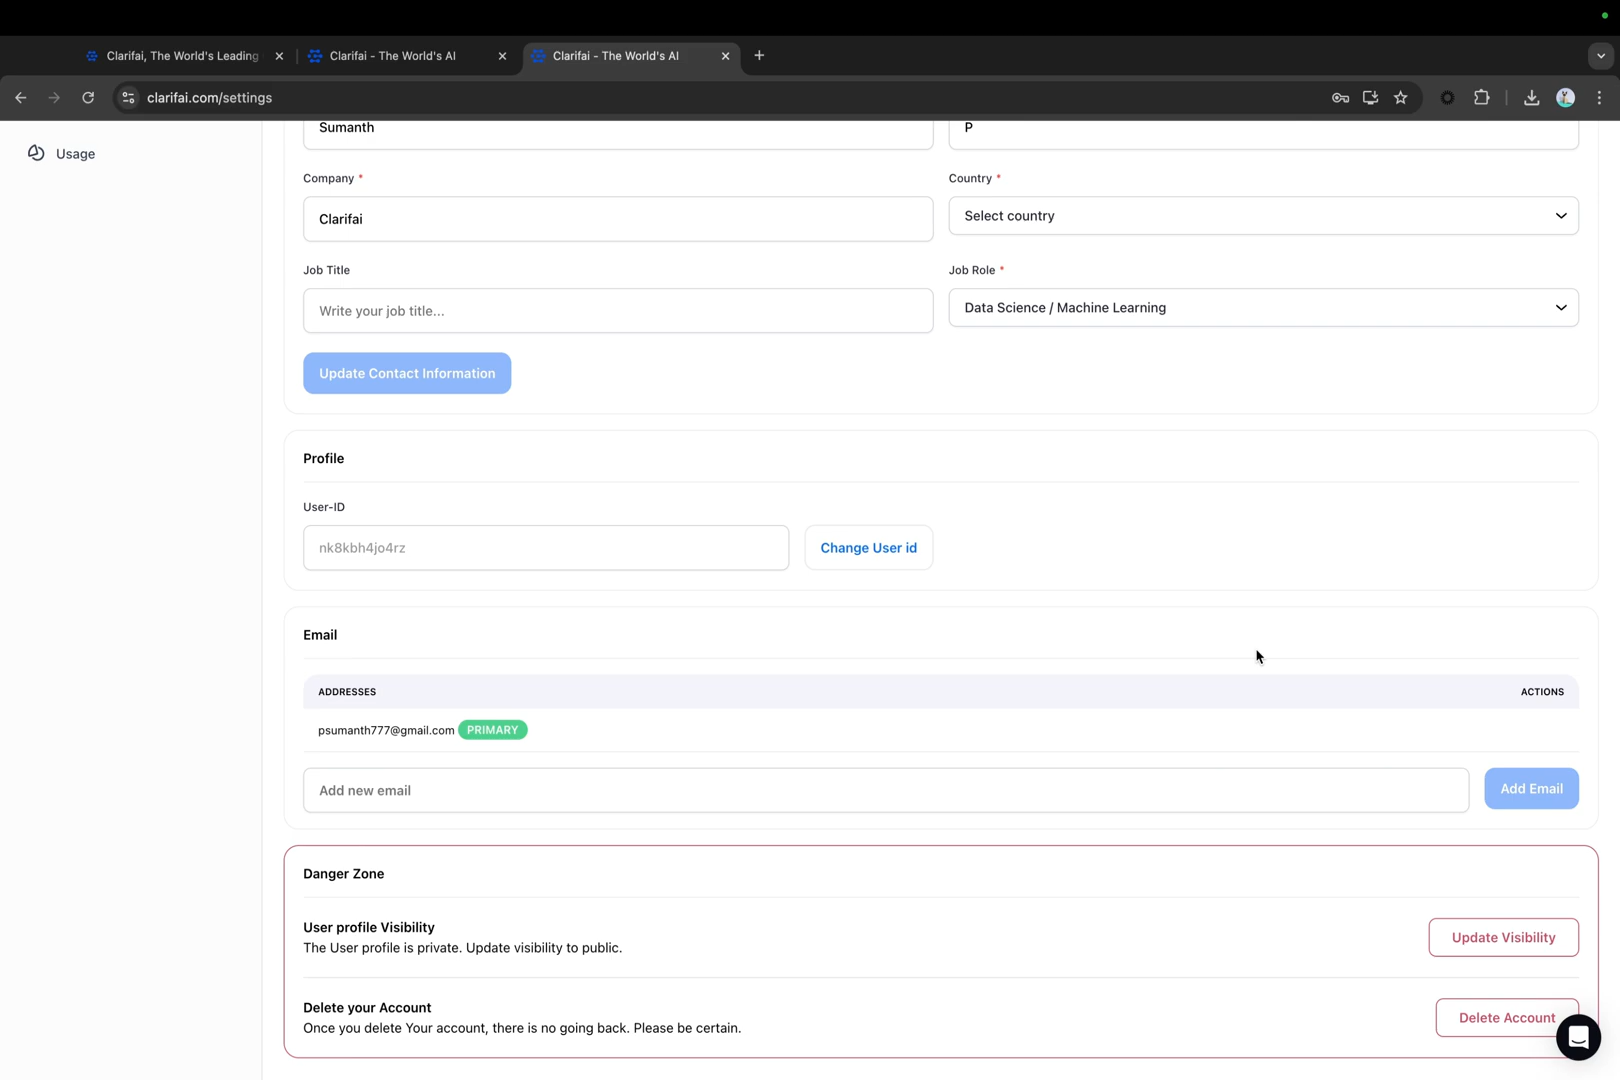 Clarifai, The World's Leading
Clarifai - The World's AI
Clarifai - The World's AI
clarifai.com/settings
Usage
Sumanth
P
Company *
Country *
Clarifai
Select country
Job Title
Job Role *
Write your job title...
Data Science / Machine Learning
Update Contact Information
Profile
User-ID
nk8kbh4jo4rz
Change User id
Email
ADDRESSES
ACTIONS
psumanth777@gmail.com PRIMARY
Add new email
Add Email
Danger Zone
User profile Visibility
The User profile is private. Update visibility to public.
Update Visibility
Delete your Account
Once you delete Your account, there is no going back. Please be certain.
Delete Account